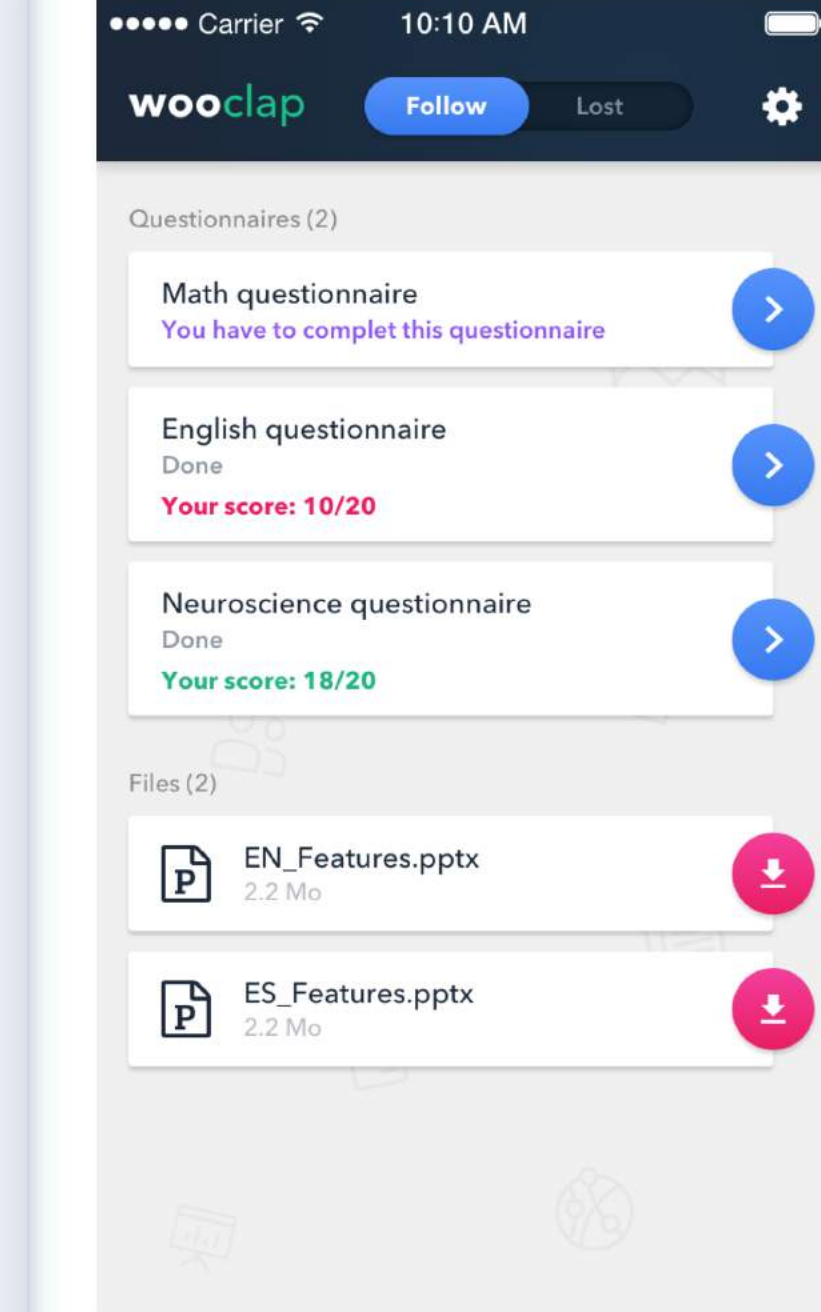 Carrier 10:10 AM
wooclap Follow Lost
Questionnaires (2)
Math questionnaire
You have to complet this questionnaire
English questionnaire
Done
Your score: 10/20
Neuroscience questionnaire
Done
Your score: 18/20
Files (2)
P EN_Features.pptx
2.2 Mo
P ES_Features.pptx
2.2 Mo